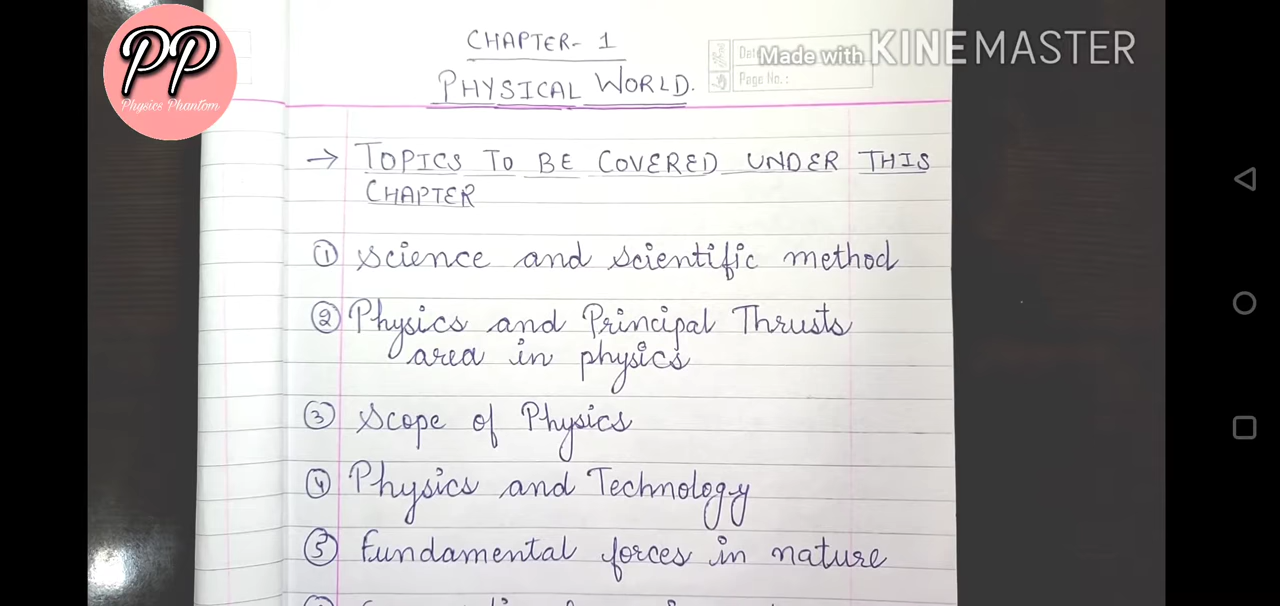 PP
Physics Phantom
CHAPTER- 1
PHYSICAL WORLD.
Made with KINEMASTER
Page No.:
→ TOPICS TO BE COVERED UNDER THIS
CHAPTER
① Science and scientific method
② Physics and Principal Thrusts
area in physics
③ Scope of Physics
④ Physics and Technology
⑤ Fundamental forces in nature